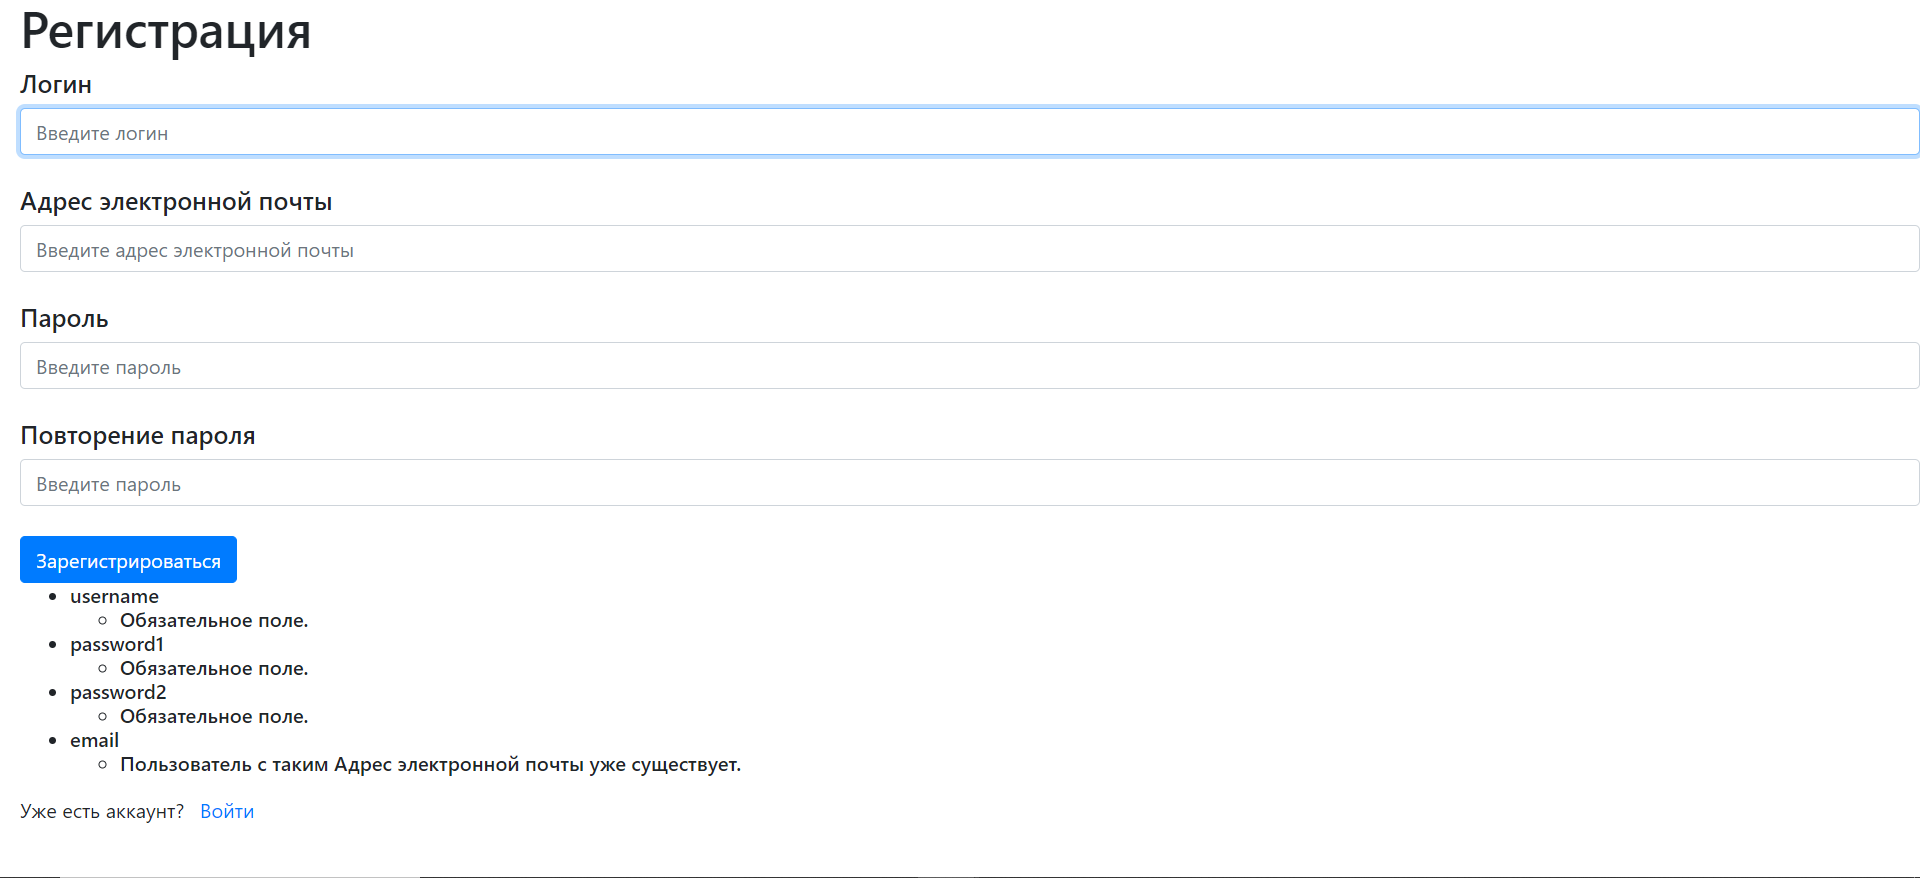 Регистрация
Логин
Введите логин
Адрес электронной почты
Введите адрес электронной почты
Пароль
Введите пароль
Повторение пароля
Введите пароль
Зарегистрироваться
username
Обязательное поле.
password1
Обязательное поле.
password2
Обязательное поле.
email
Пользователь с таким Адрес электронной почты уже существует.
Уже есть аккаунт? Войти